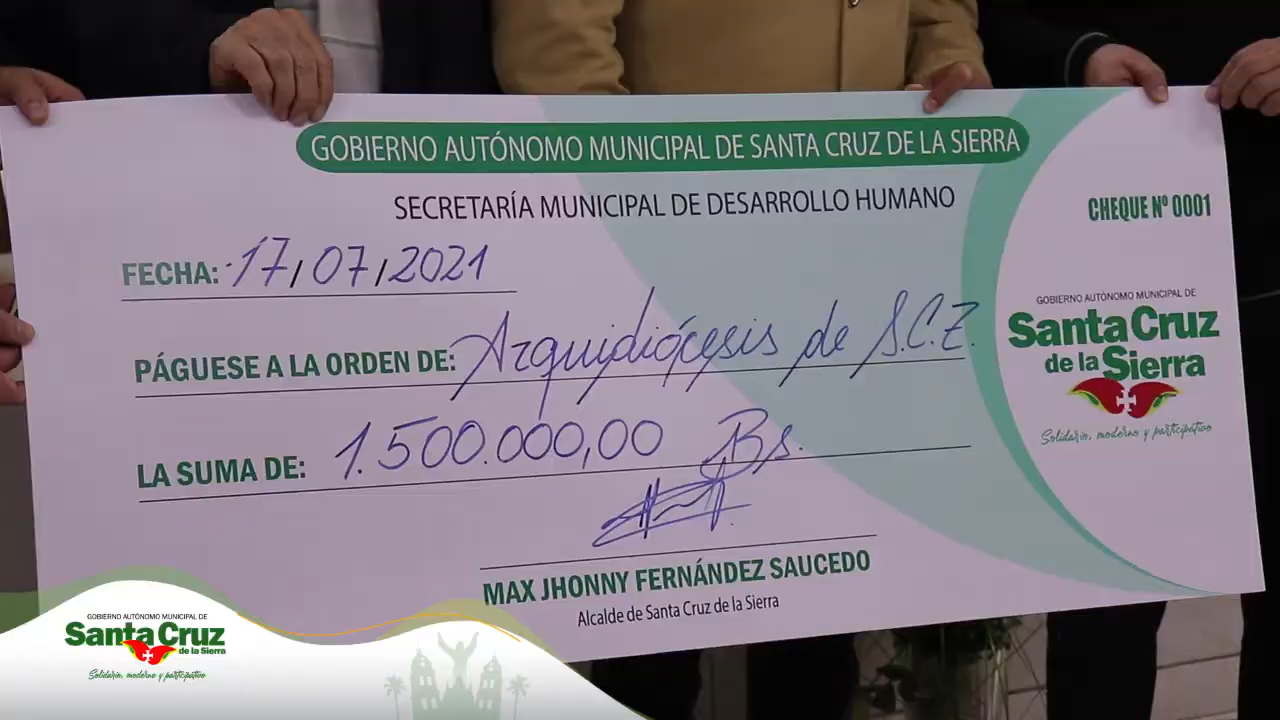 GOBIERNO AUTÓNOMO MUNICIPAL DE SANTA CRUZ DE LA SIERRA
SECRETARÍA MUNICIPAL DE DESARROLLO HUMANO
CHEQUE Nº 0001
FECHA: 17/07/2021
PÁGUESE A LA ORDEN DE: Arquidiócesis de S.C.Z.
LA SUMA DE: 1.500.000,00 Bs.
MAX JHONNY FERNÁNDEZ SAUCEDO
Alcalde de Santa Cruz de la Sierra
GOBIERNO AUTÓNOMO MUNICIPAL DE
Santa Cruz
de la Sierra
Solidario, moderno y participativo
GOBIERNO AUTÓNOMO MUNICIPAL DE
Santa Cruz
de la Sierra
Solidario, moderno y participativo